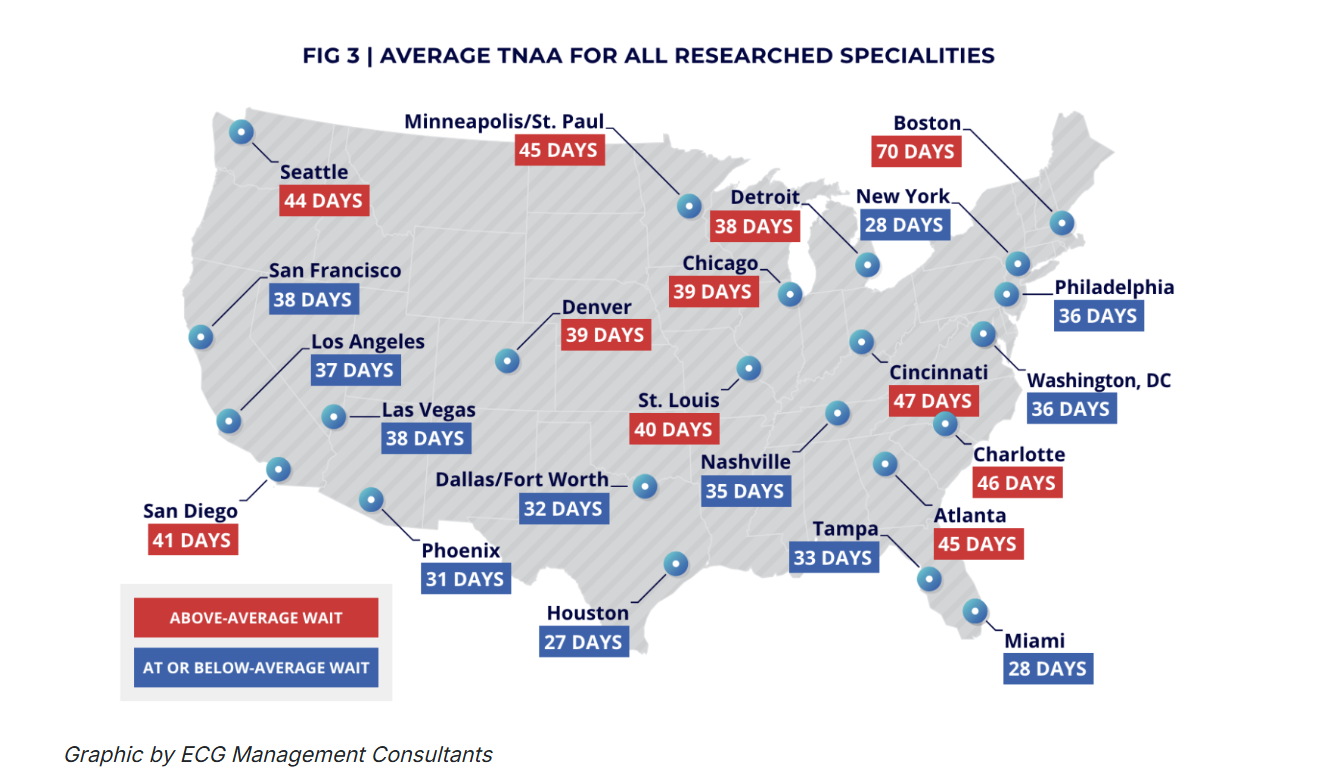 FIG 3 | AVERAGE TNAA FOR ALL RESEARCHED SPECIALITIES
Minneapolis/St. Paul
45 DAYS
Boston
70 DAYS
Seattle
44 DAYS
Detroit
38 DAYS
New York
28 DAYS
San Francisco
38 DAYS
Chicago
39 DAYS
Philadelphia
36 DAYS
Denver
39 DAYS
Los Angeles
37 DAYS
Cincinnati
47 DAYS
Washington, DC
36 DAYS
St. Louis
40 DAYS
Las Vegas
38 DAYS
Nashville
35 DAYS
Charlotte
46 DAYS
Dallas/Fort Worth
32 DAYS
San Diego
41 DAYS
Atlanta
45 DAYS
Tampa
33 DAYS
Phoenix
31 DAYS
Houston
27 DAYS
Miami
28 DAYS
ABOVE-AVERAGE WAIT
AT OR BELOW-AVERAGE WAIT
Graphic by ECG Management Consultants